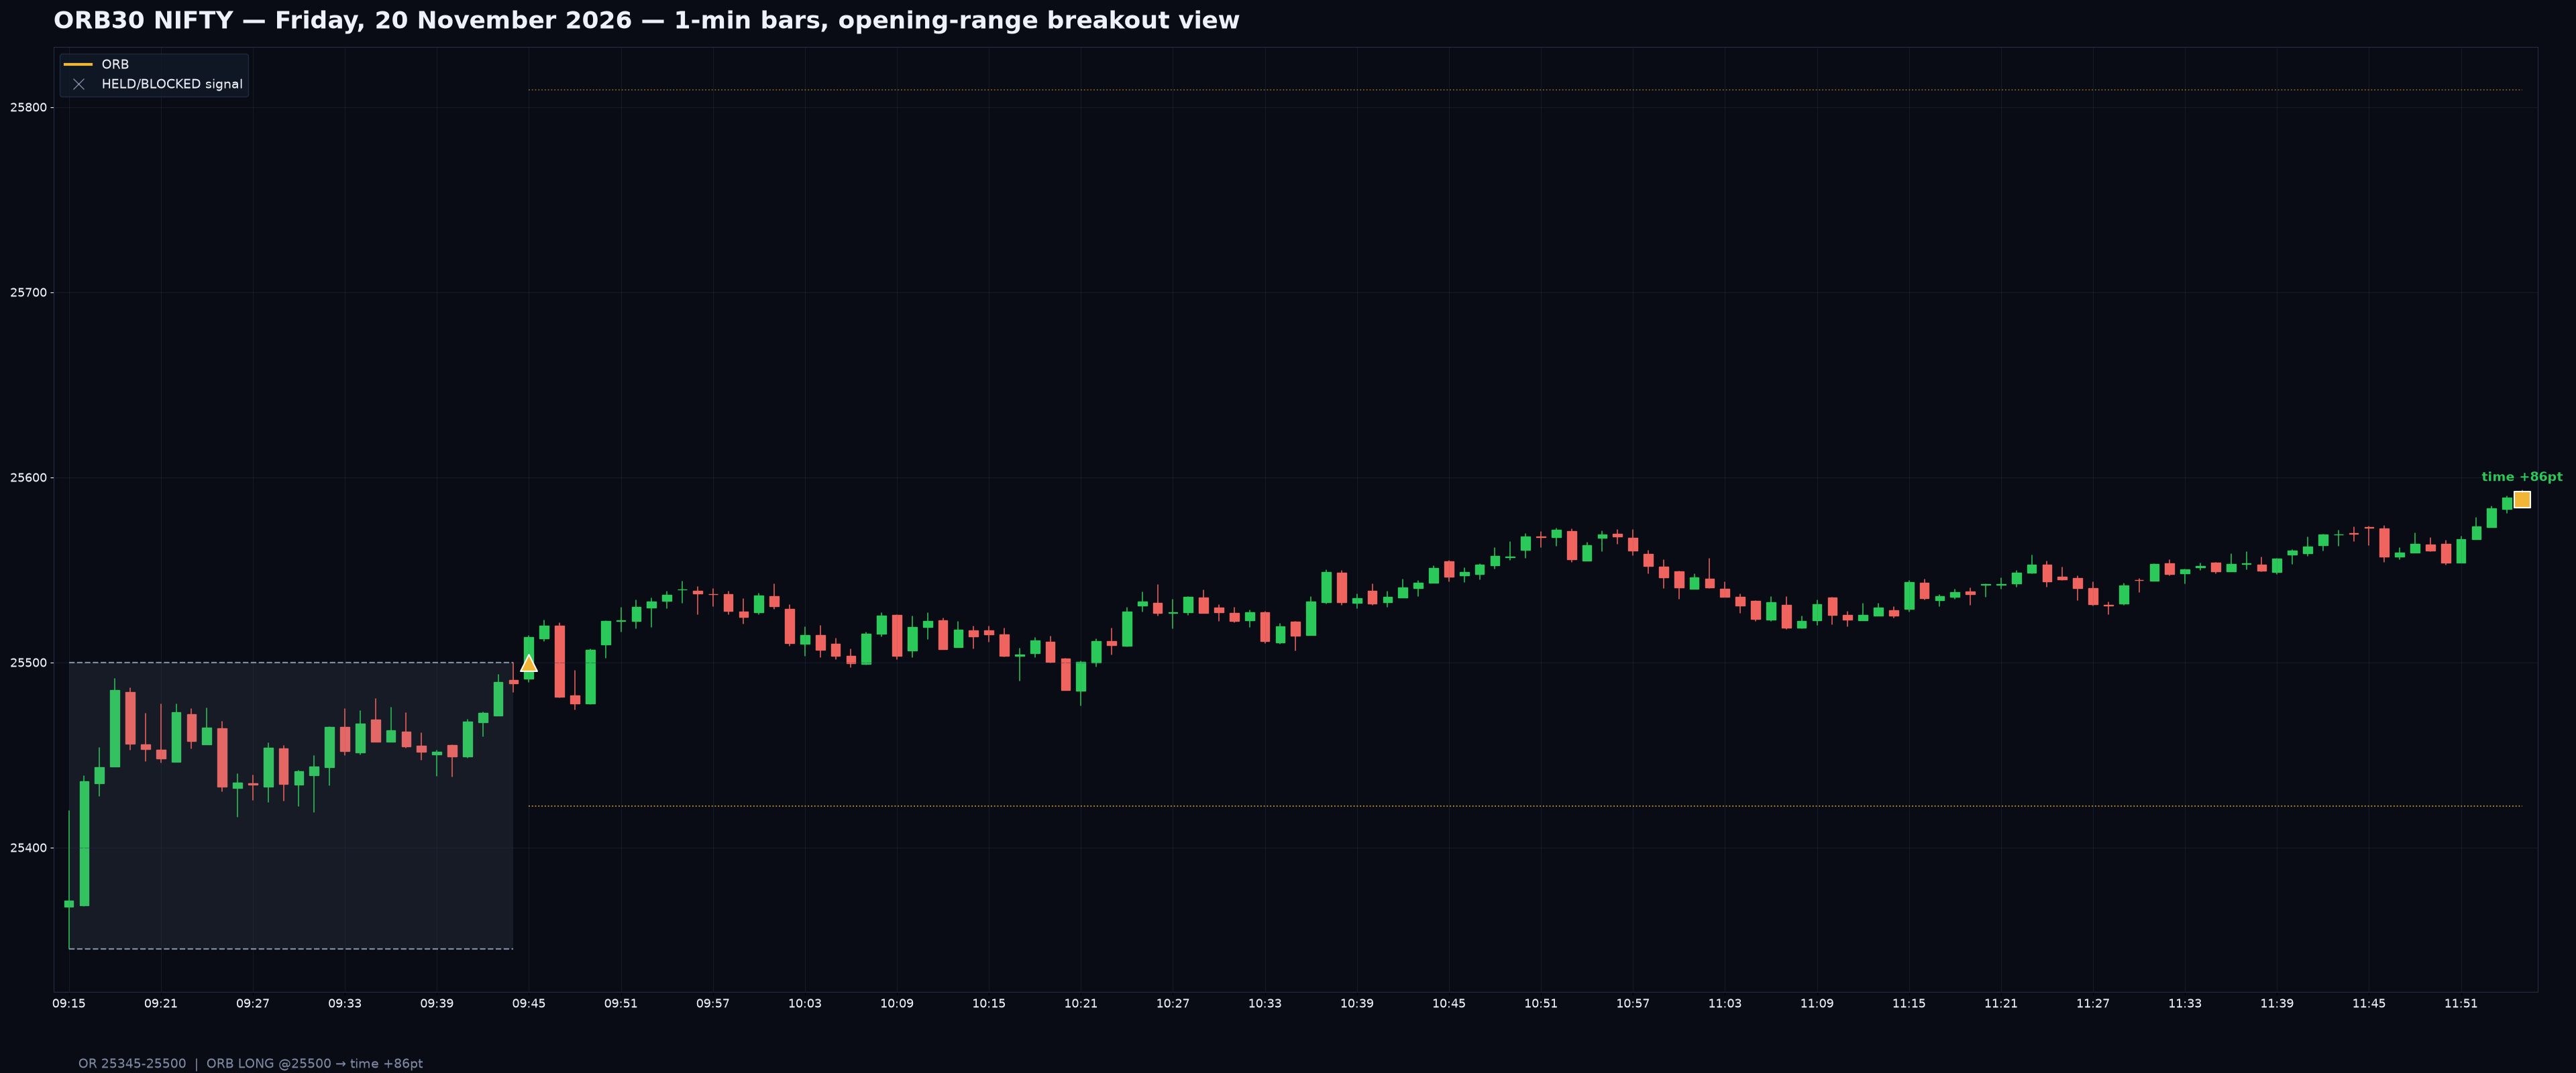 ORB30 NIFTY — Friday, 20 November 2026 — 1-min bars, opening-range breakout view
ORB
HELD/BLOCKED signal
25800
25700
25600
25500
25400
time +86pt
09:15 09:21 09:27 09:33 09:39 09:45 09:51 09:57 10:03 10:09 10:15 10:21 10:27 10:33 10:39 10:45 10:51 10:57 11:03 11:09 11:15 11:21 11:27 11:33 11:39 11:45 11:51
OR 25345-25500 | ORB LONG @25500 → time +86pt